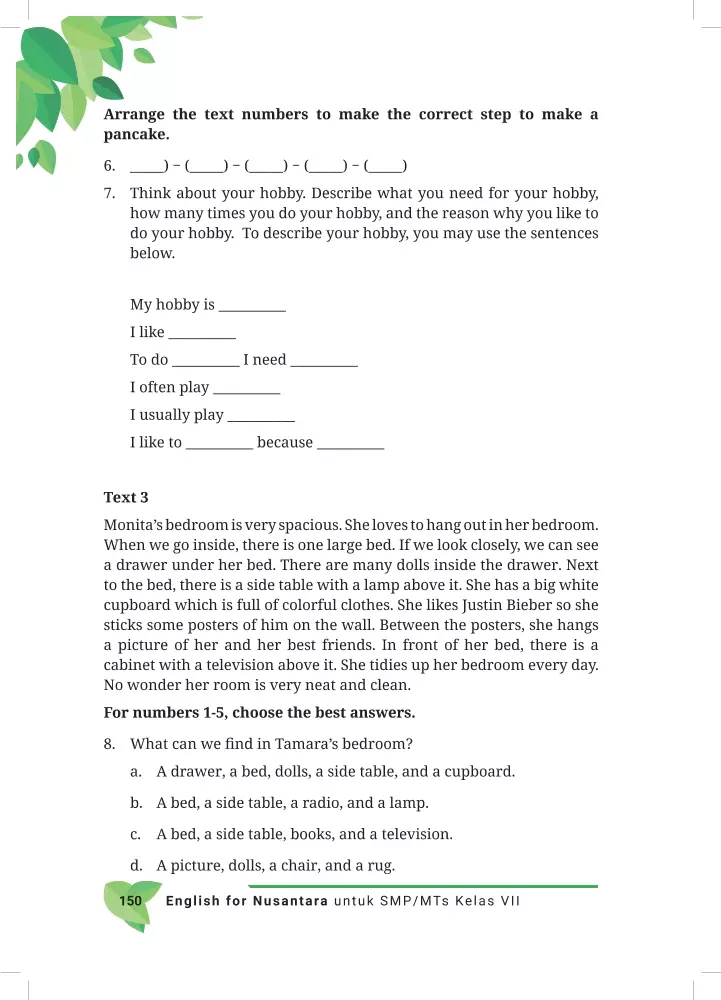 Arrange the text numbers to make the correct step to make a
pancake.
6. _____) – (_____) – (_____) – (_____) – (_____)
7. Think about your hobby. Describe what you need for your hobby,
how many times you do your hobby, and the reason why you like to
do your hobby. To describe your hobby, you may use the sentences
below.
My hobby is __________
I like __________
To do __________ I need __________
I often play __________
I usually play __________
I like to __________ because __________
Text 3
Monita’s bedroom is very spacious. She loves to hang out in her bedroom.
When we go inside, there is one large bed. If we look closely, we can see
a drawer under her bed. There are many dolls inside the drawer. Next
to the bed, there is a side table with a lamp above it. She has a big white
cupboard which is full of colorful clothes. She likes Justin Bieber so she
sticks some posters of him on the wall. Between the posters, she hangs
a picture of her and her best friends. In front of her bed, there is a
cabinet with a television above it. She tidies up her bedroom every day.
No wonder her room is very neat and clean.
For numbers 1-5, choose the best answers.
8. What can we find in Tamara’s bedroom?
a. A drawer, a bed, dolls, a side table, and a cupboard.
b. A bed, a side table, a radio, and a lamp.
c. A bed, a side table, books, and a television.
d. A picture, dolls, a chair, and a rug.
150 English for Nusantara untuk SMP/MTs Kelas VII